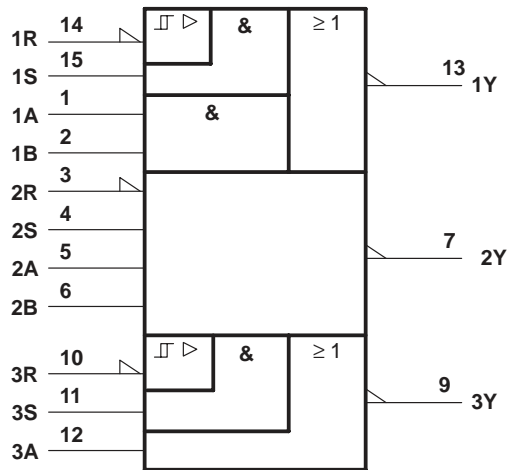 1R 14 ⎍ ▷ & ≥ 1
1S 15
13 1Y
1A 1 &
1B 2
2R 3
2S 4
7 2Y
2A 5
2B 6
3R 10 ⎍ ▷ & ≥ 1
3S 11
9 3Y
3A 12